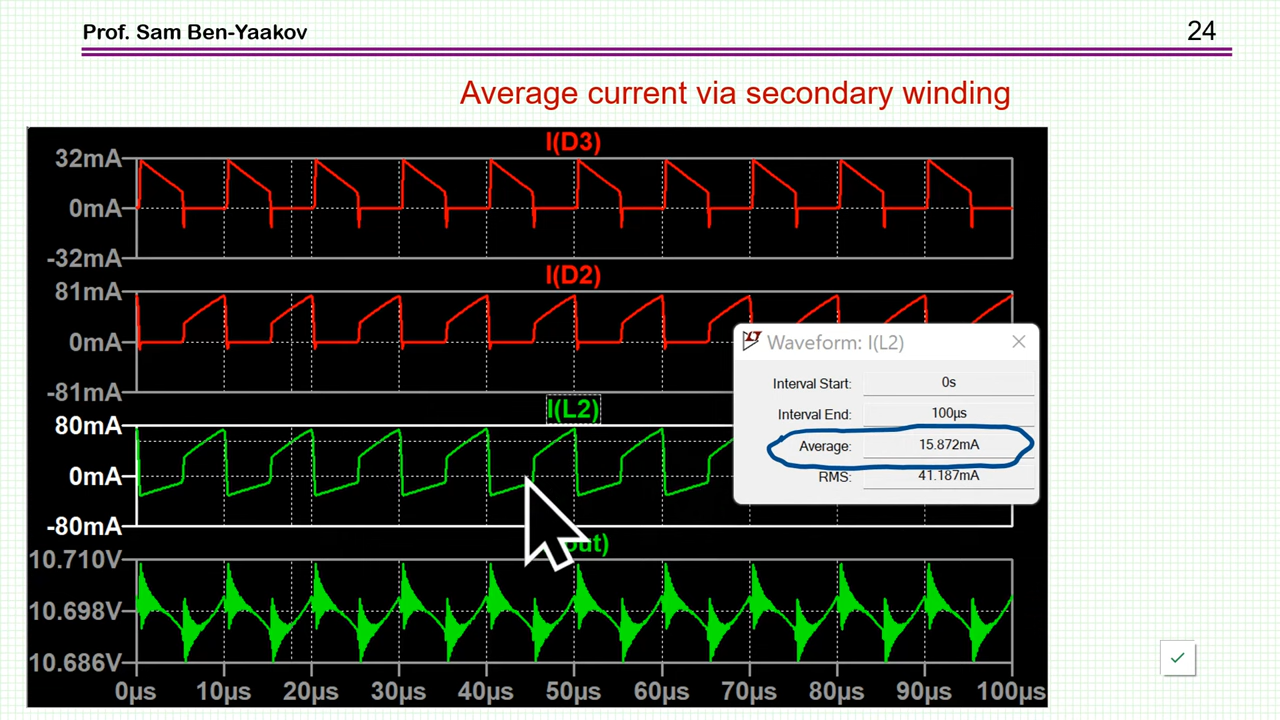 Prof. Sam Ben-Yaakov
24
Average current via secondary winding
I(D3)
32mA
0mA
-32mA
I(D2)
81mA
0mA
-81mA
I(L2)
80mA
0mA
-80mA
out)
10.710V
10.698V
10.686V
0µs 10µs 20µs 30µs 40µs 50µs 60µs 70µs 80µs 90µs 100µs
Waveform: I(L2)
Interval Start: 0s
Interval End: 100µs
Average: 15.872mA
RMS: 41.187mA